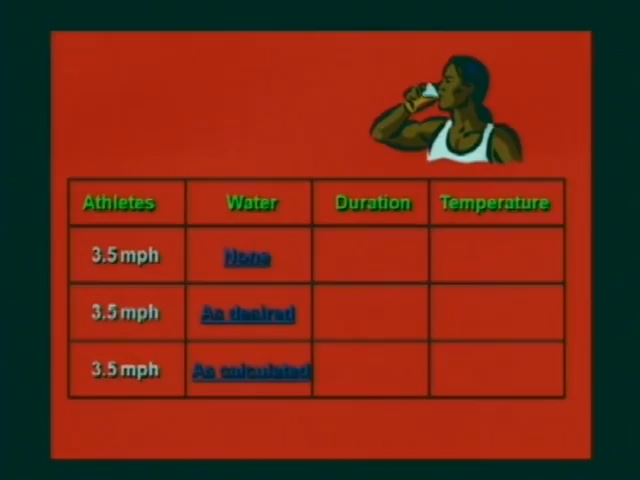 Athletes Water Duration Temperature
3.5 mph None
3.5 mph As desired
3.5 mph As calculated